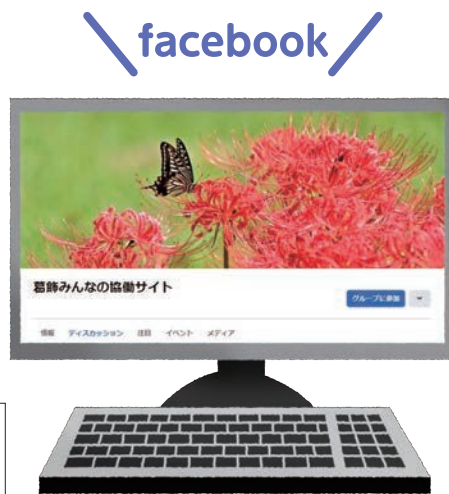 facebook
葛飾みんなの協働サイト
グループに参加
情報 ディスカッション 注目 イベント メディア